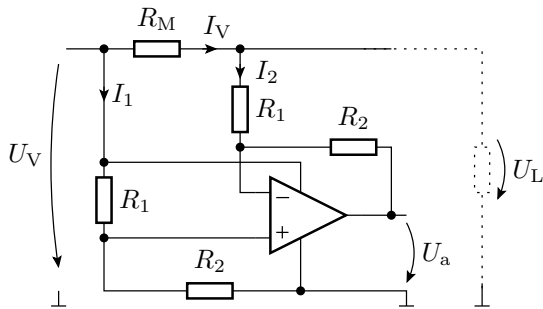 R_M
I_V
I_1
I_2
R_1
R_2
U_V
R_1
−
+
U_L
R_2
U_a